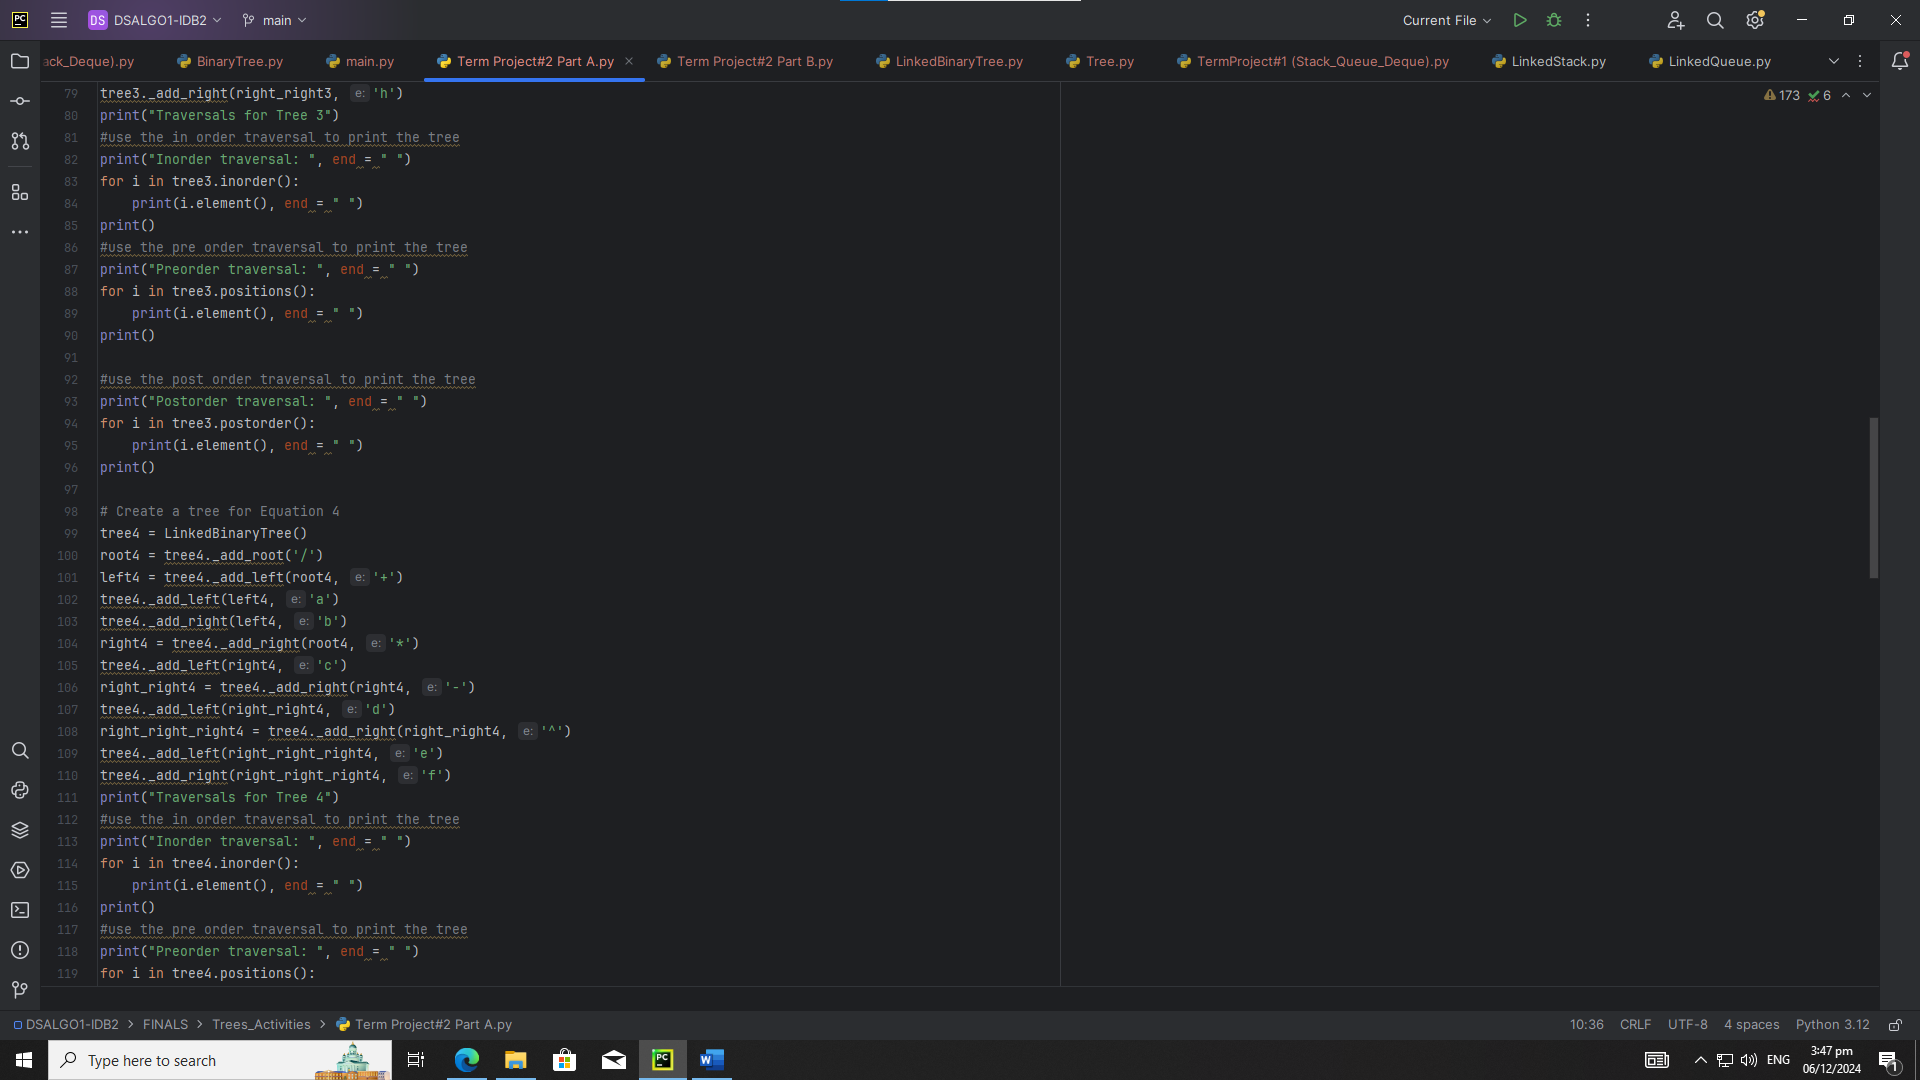 PC DS DSALGO1-IDB2 main Current File
ack_Deque).py BinaryTree.py main.py Term Project#2 Part A.py Term Project#2 Part B.py LinkedBinaryTree.py Tree.py TermProject#1 (Stack_Queue_Deque).py LinkedStack.py LinkedQueue.py
173 6
79 tree3._add_right(right_right3, e: 'h')
80 print("Traversals for Tree 3")
81 #use the in order traversal to print the tree
82 print("Inorder traversal: ", end = " ")
83 for i in tree3.inorder():
84 print(i.element(), end = " ")
85 print()
86 #use the pre order traversal to print the tree
87 print("Preorder traversal: ", end = " ")
88 for i in tree3.positions():
89 print(i.element(), end = " ")
90 print()
91
92 #use the post order traversal to print the tree
93 print("Postorder traversal: ", end = " ")
94 for i in tree3.postorder():
95 print(i.element(), end = " ")
96 print()
97
98 # Create a tree for Equation 4
99 tree4 = LinkedBinaryTree()
100 root4 = tree4._add_root('/')
101 left4 = tree4._add_left(root4, e: '+')
102 tree4._add_left(left4, e: 'a')
103 tree4._add_right(left4, e: 'b')
104 right4 = tree4._add_right(root4, e: '*')
105 tree4._add_left(right4, e: 'c')
106 right_right4 = tree4._add_right(right4, e: '-')
107 tree4._add_left(right_right4, e: 'd')
108 right_right_right4 = tree4._add_right(right_right4, e: '^')
109 tree4._add_left(right_right_right4, e: 'e')
110 tree4._add_right(right_right_right4, e: 'f')
111 print("Traversals for Tree 4")
112 #use the in order traversal to print the tree
113 print("Inorder traversal: ", end = " ")
114 for i in tree4.inorder():
115 print(i.element(), end = " ")
116 print()
117 #use the pre order traversal to print the tree
118 print("Preorder traversal: ", end = " ")
119 for i in tree4.positions():
DSALGO1-IDB2 > FINALS > Trees_Activities > Term Project#2 Part A.py 10:36 CRLF UTF-8 4 spaces Python 3.12
Type here to search PC W ENG 3:47 pm
06/12/2024 1